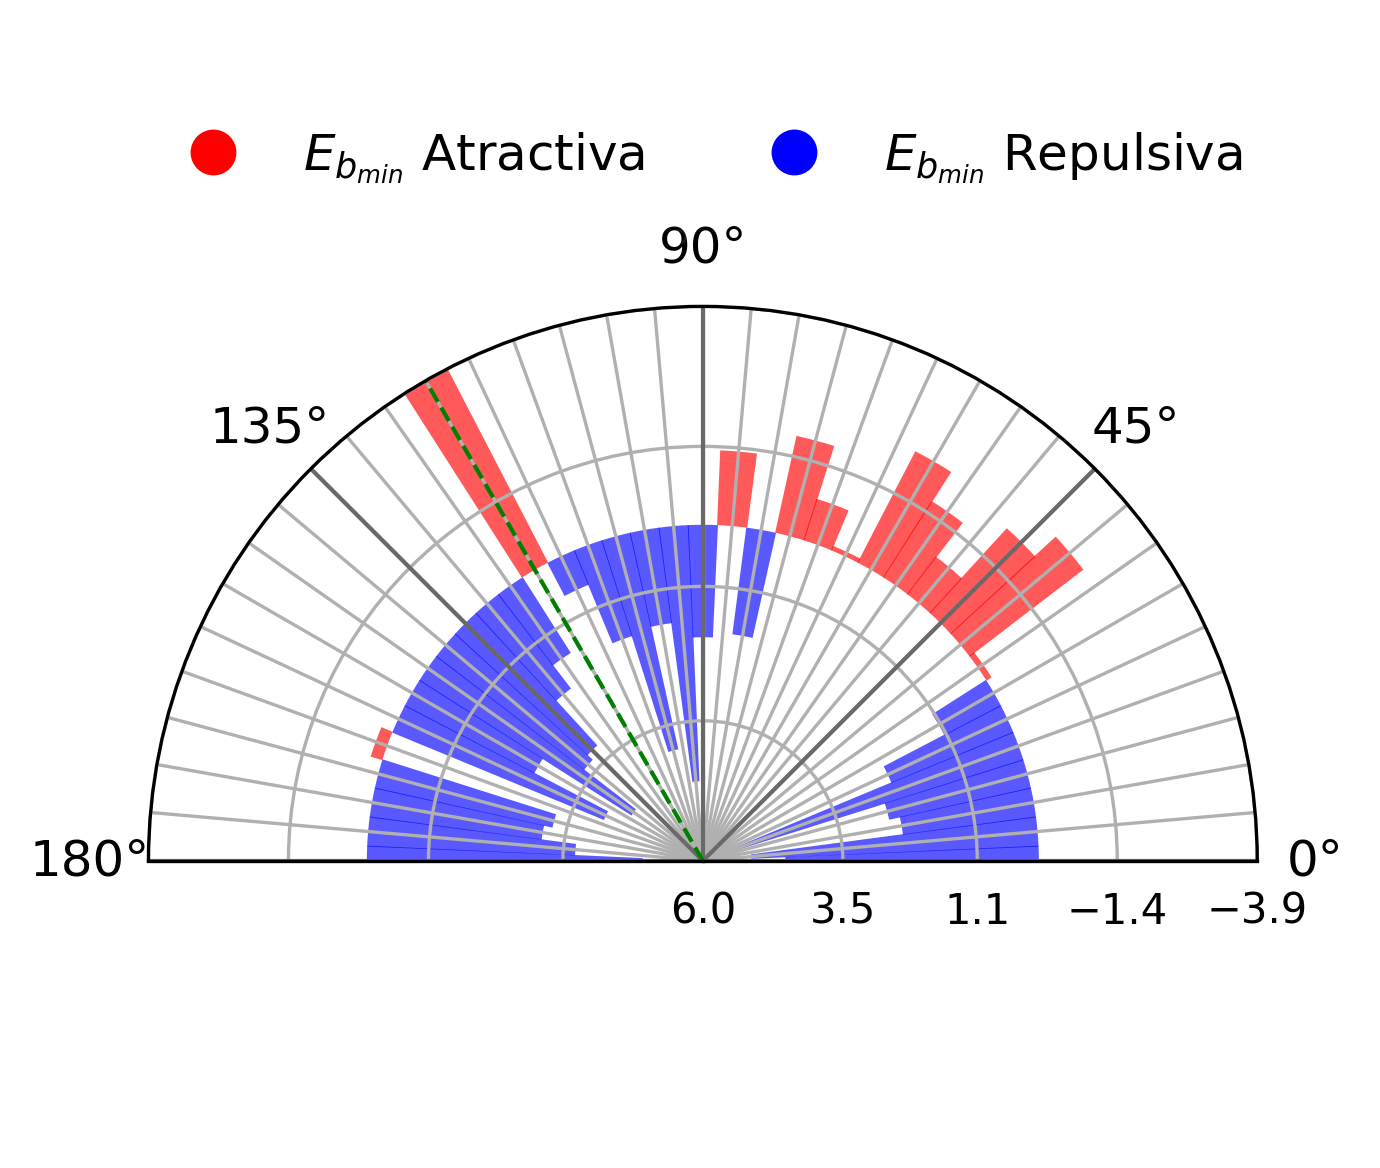 E_{b_{min}} Atractiva E_{b_{min}} Repulsiva
90°
135° 45°
180° 0°
6.0 3.5 1.1 −1.4 −3.9